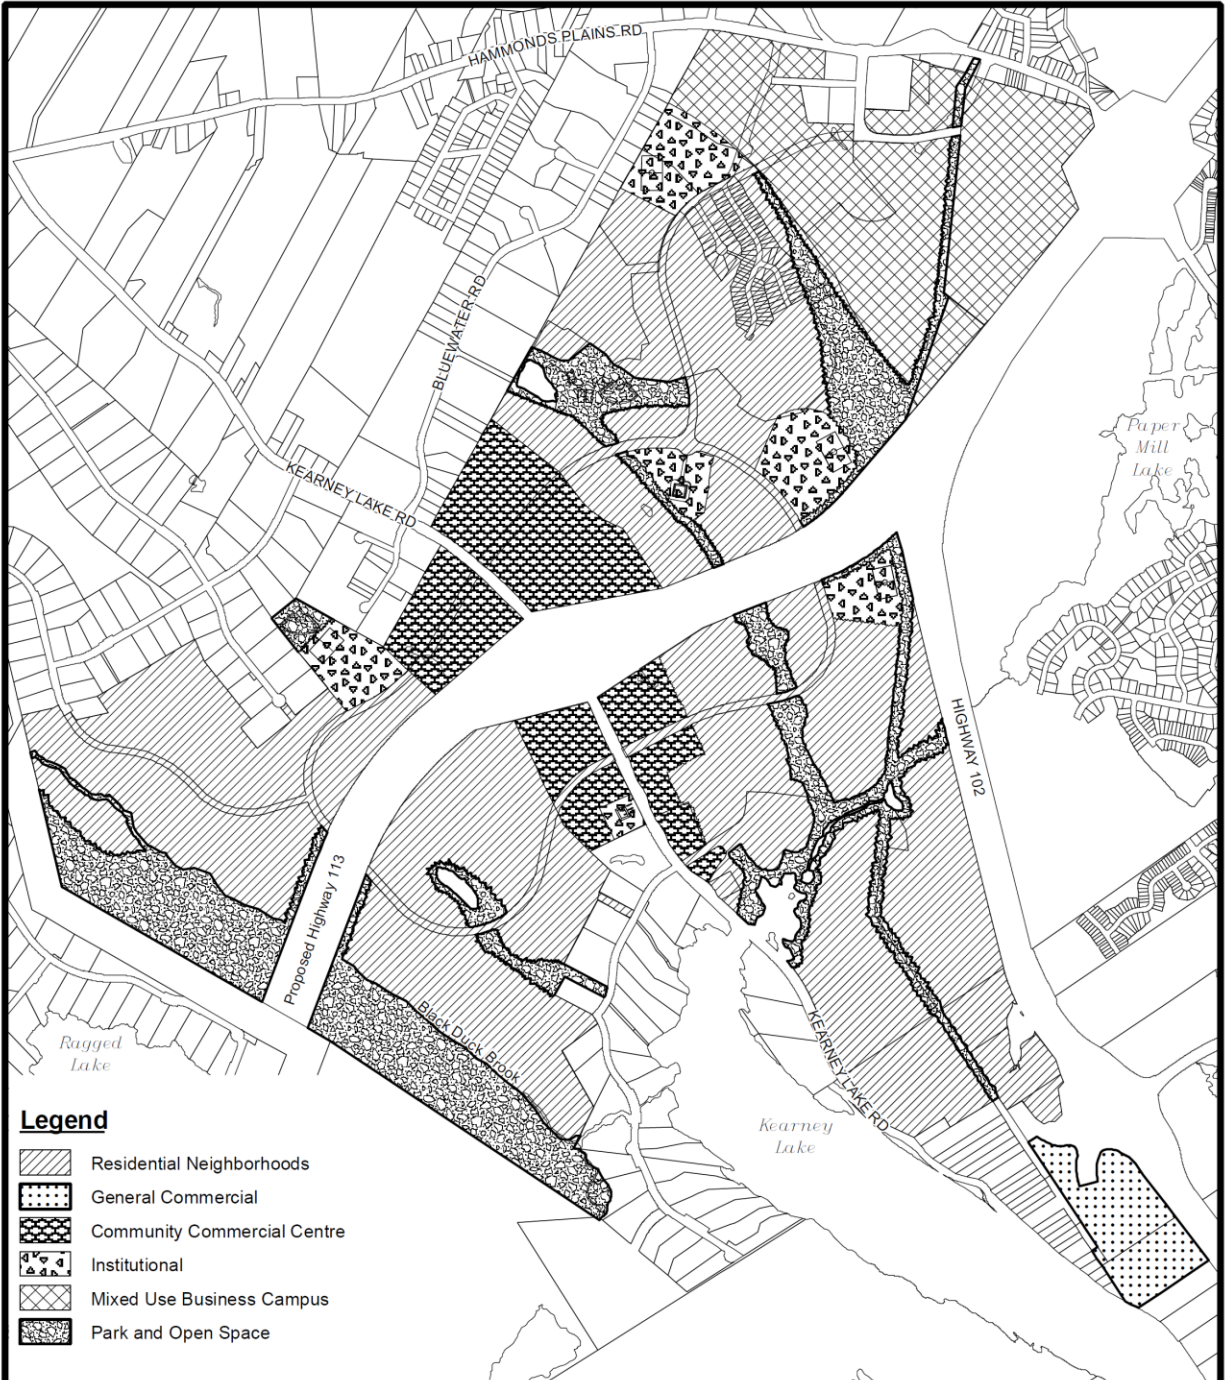 HAMMONDS PLAINS RD
BLUEWATER RD
KEARNEY LAKE RD
Paper
Mill
Lake
HIGHWAY 102
Proposed Highway 113
Black Duck Brook
Ragged
Lake
KEARNEY LAKE RD
Kearney
Lake
Legend
Residential Neighborhoods
General Commercial
Community Commercial Centre
Institutional
Mixed Use Business Campus
Park and Open Space